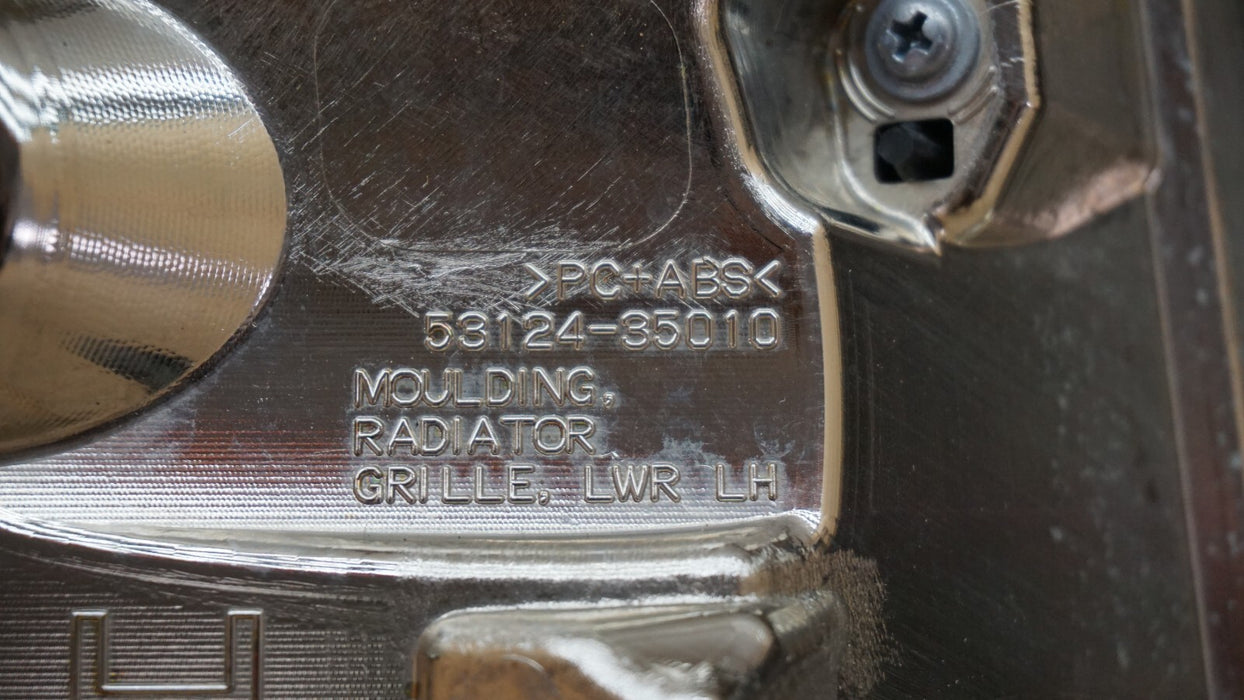 >PC+ABS<
53124-35010
MOULDING,
RADIATOR
GRILLE, LWR LH